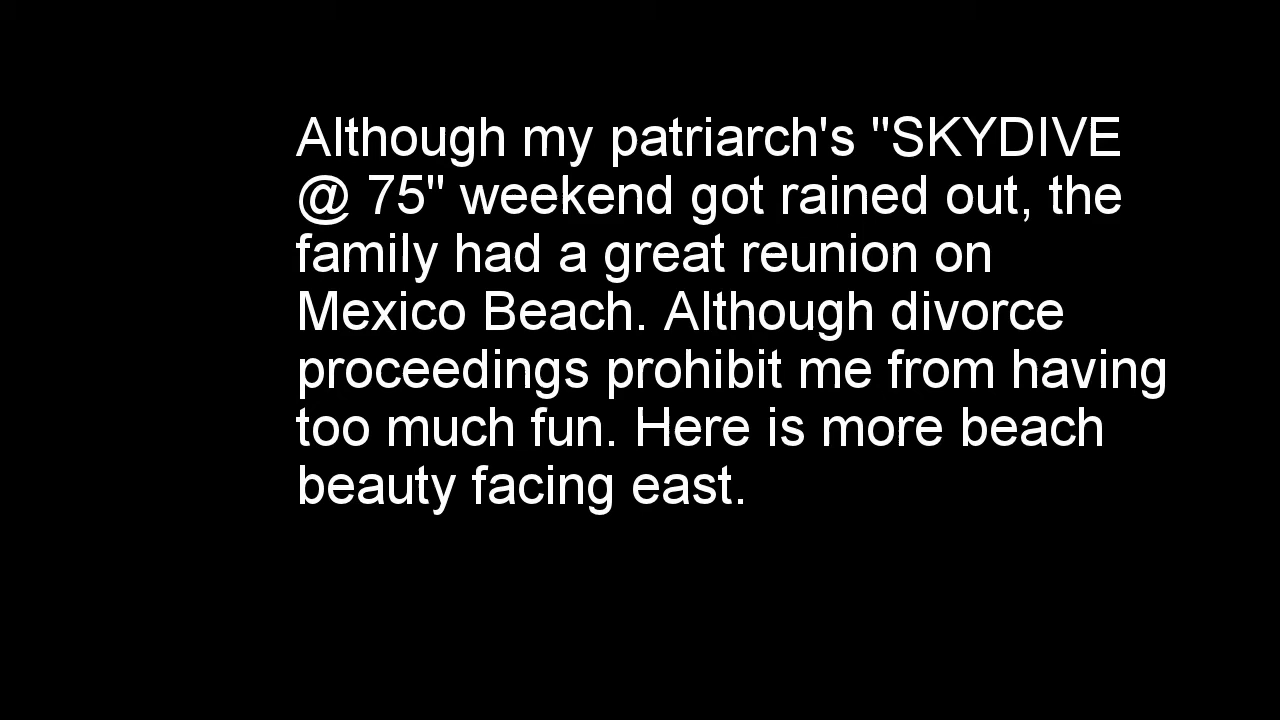 Although my patriarch's "SKYDIVE
@ 75" weekend got rained out, the
family had a great reunion on
Mexico Beach. Although divorce
proceedings prohibit me from having
too much fun. Here is more beach
beauty facing east.